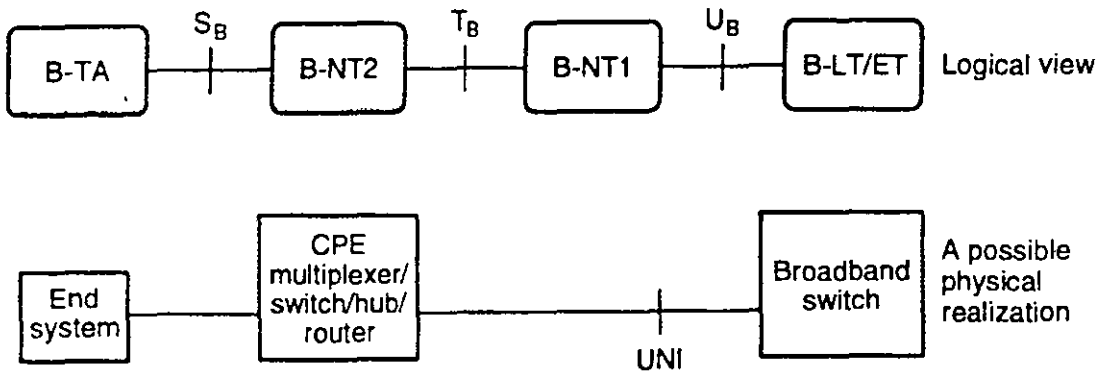 S_B T_B U_B
B-TA B-NT2 B-NT1 B-LT/ET Logical view
CPE
multiplexer/
switch/hub/
router
End
system
Broadband
switch
A possible
physical
realization
UNI